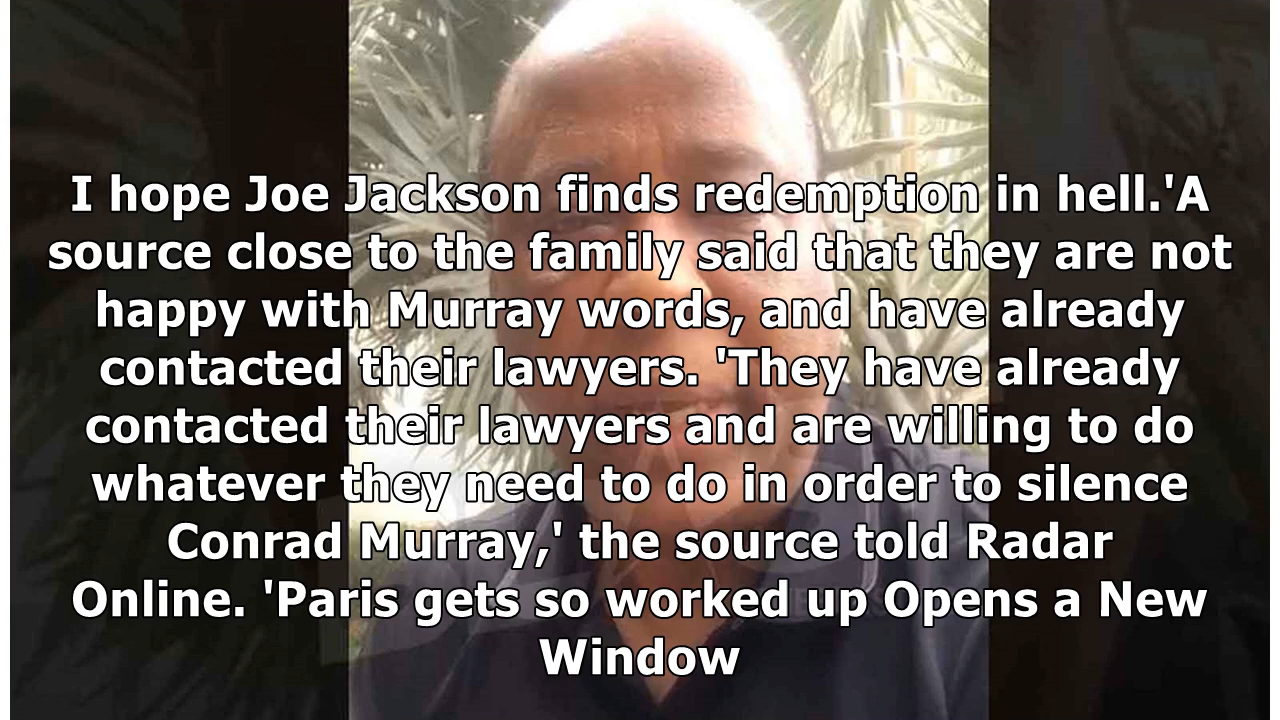 I hope Joe Jackson finds redemption in hell.'A
source close to the family said that they are not
happy with Murray words, and have already
contacted their lawyers. 'They have already
contacted their lawyers and are willing to do
whatever they need to do in order to silence
Conrad Murray,' the source told Radar
Online. 'Paris gets so worked up Opens a New
Window